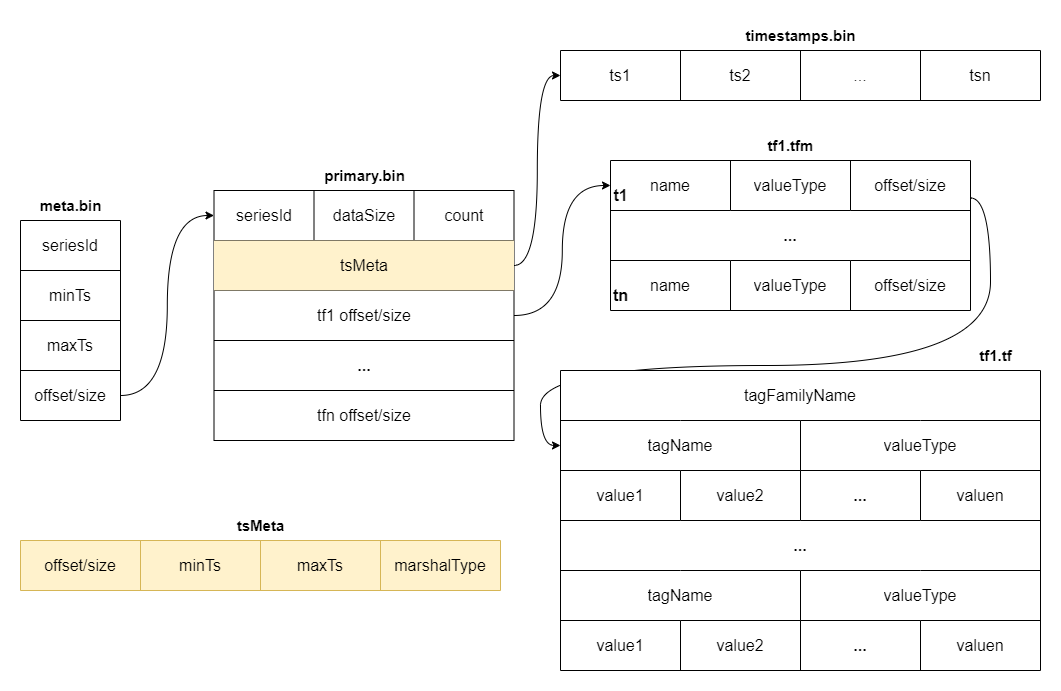 timestamps.bin
ts1 ts2 ... tsn
tf1.tfm
t1 name valueType offset/size
...
tn name valueType offset/size
primary.bin
seriesId dataSize count
tsMeta
tf1 offset/size
...
tfn offset/size
meta.bin
seriesId
minTs
maxTs
offset/size
tf1.tf
tagFamilyName
tagName valueType
value1 value2 ... valuen
...
tagName valueType
value1 value2 ... valuen
tsMeta
offset/size minTs maxTs marshalType